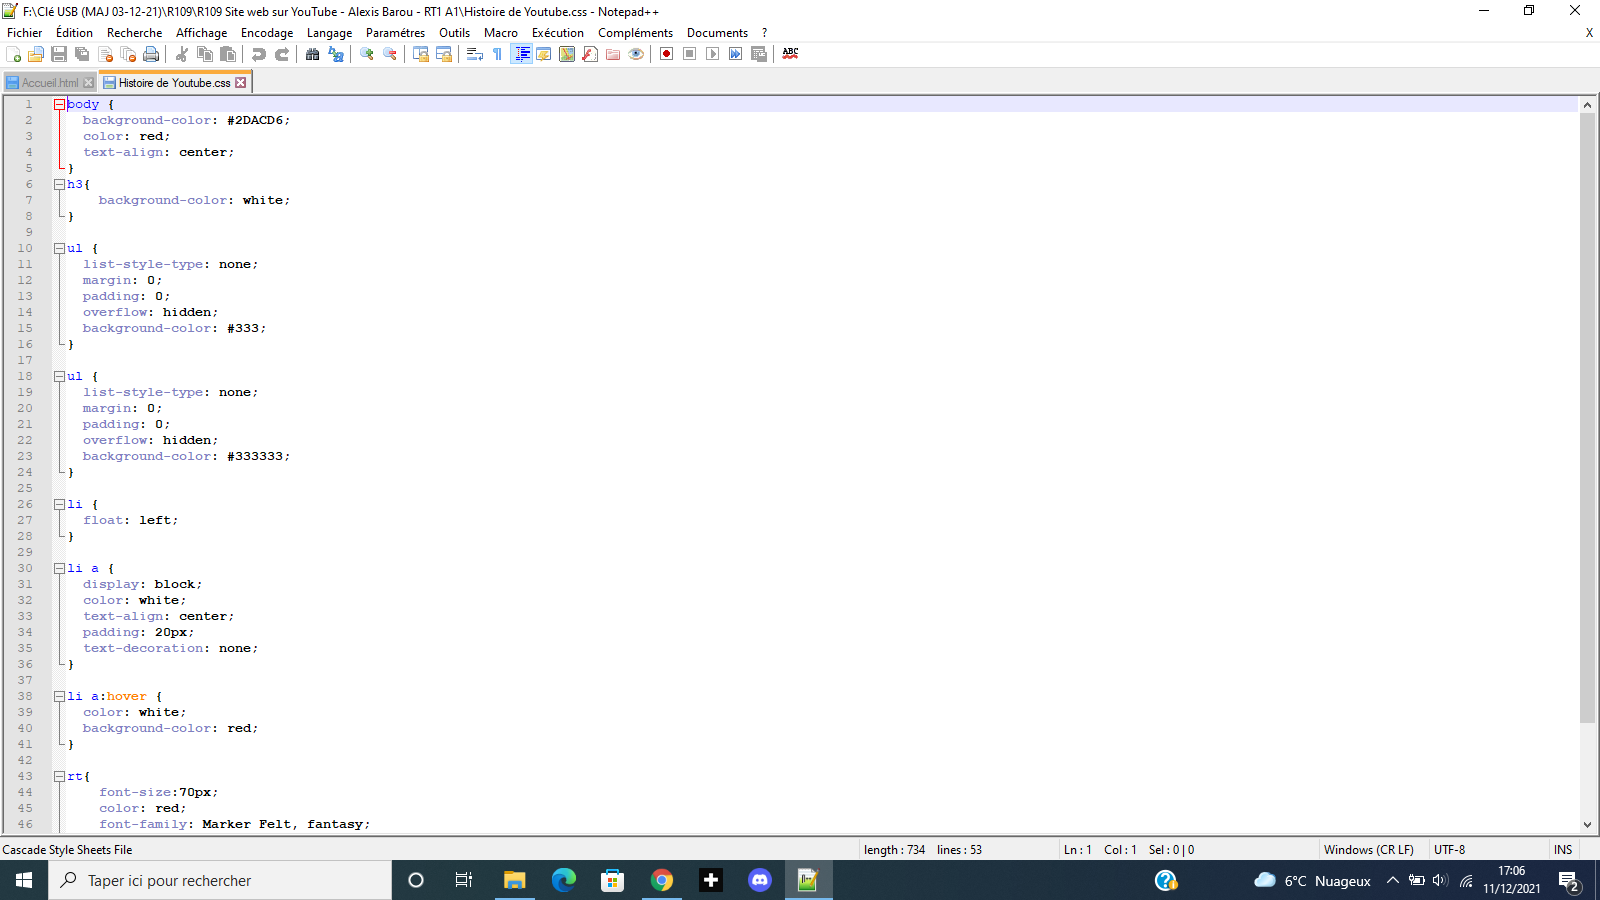 F:\Clé USB (MAJ 03-12-21)\R109\R109 Site web sur YouTube - Alexis Barou - RT1 A1\Histoire de Youtube.css - Notepad++
Fichier Édition Recherche Affichage Encodage Langage Paramètres Outils Macro Exécution Compléments Documents ? X
ABC
Accueil.html Histoire de Youtube.css
1 body {
2 background-color: #2DACD6;
3 color: red;
4 text-align: center;
5 }
6 h3{
7 background-color: white;
8 }
9
10 ul {
11 list-style-type: none;
12 margin: 0;
13 padding: 0;
14 overflow: hidden;
15 background-color: #333;
16 }
17
18 ul {
19 list-style-type: none;
20 margin: 0;
21 padding: 0;
22 overflow: hidden;
23 background-color: #333333;
24 }
25
26 li {
27 float: left;
28 }
29
30 li a {
31 display: block;
32 color: white;
33 text-align: center;
34 padding: 20px;
35 text-decoration: none;
36 }
37
38 li a:hover {
39 color: white;
40 background-color: red;
41 }
42
43 rt{
44 font-size:70px;
45 color: red;
46 font-family: Marker Felt, fantasy;
Cascade Style Sheets File length : 734 lines : 53 Ln : 1 Col : 1 Sel : 0 | 0 Windows (CR LF) UTF-8 INS
Taper ici pour rechercher 6°C Nuageux 17:06
11/12/2021 2